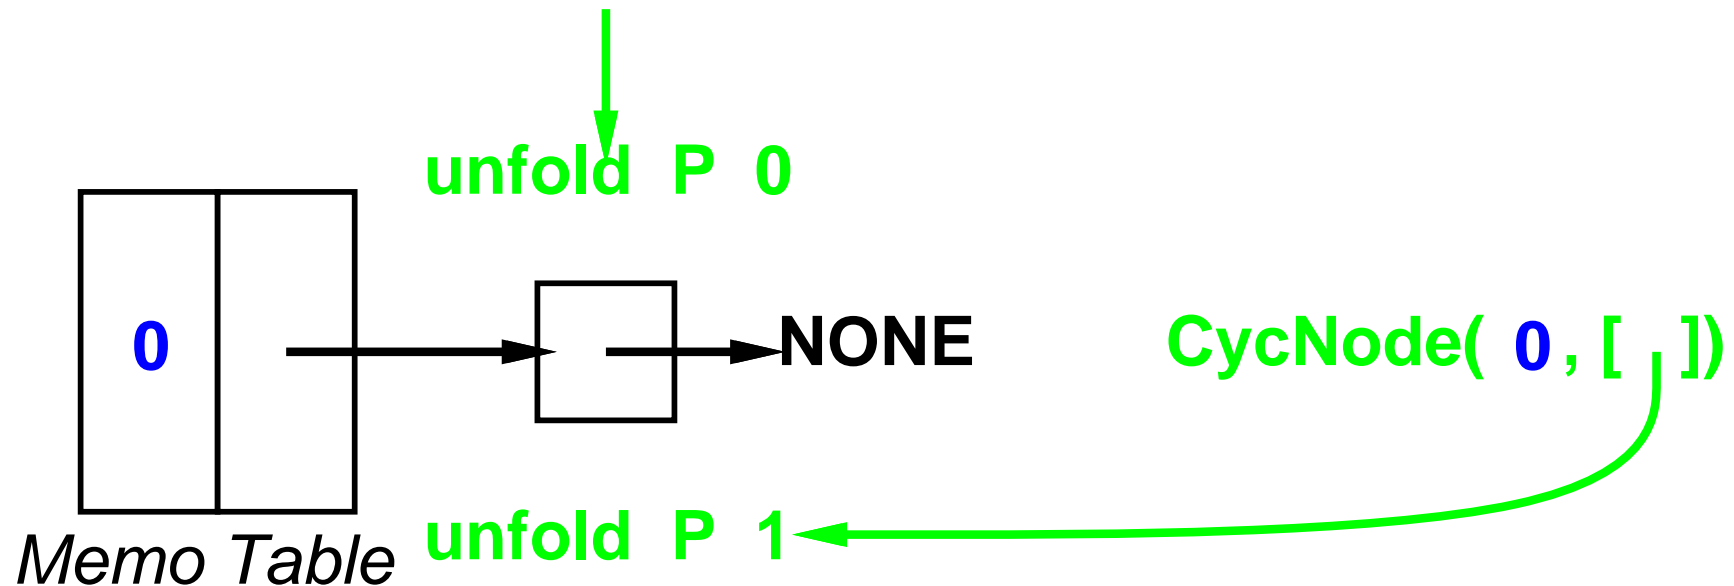 unfold P 0
0
NONE
CycNode( 0 , [ ])
unfold P 1
Memo Table